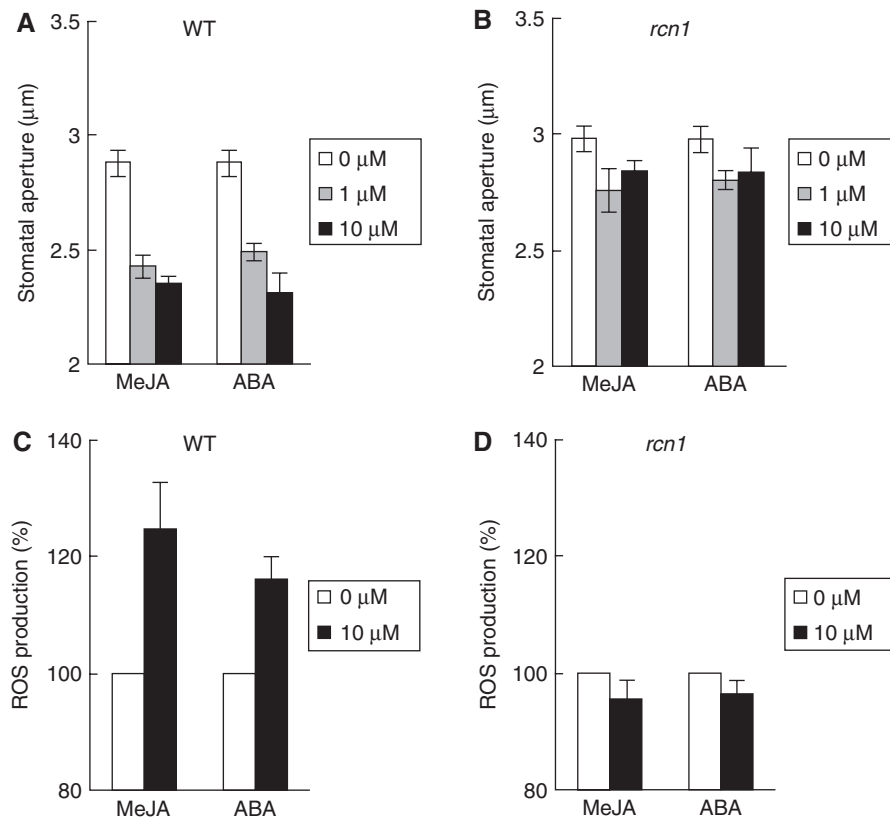 A
WT
3.5
3
2.5
2
Stomatal aperture (μm)
MeJA
ABA
0 μM
1 μM
10 μM
B
rcn1
3.5
3
2.5
2
Stomatal aperture (μm)
MeJA
ABA
0 μM
1 μM
10 μM
C
WT
140
120
100
80
ROS production (%)
MeJA
ABA
0 μM
10 μM
D
rcn1
140
120
100
80
ROS production (%)
MeJA
ABA
0 μM
10 μM